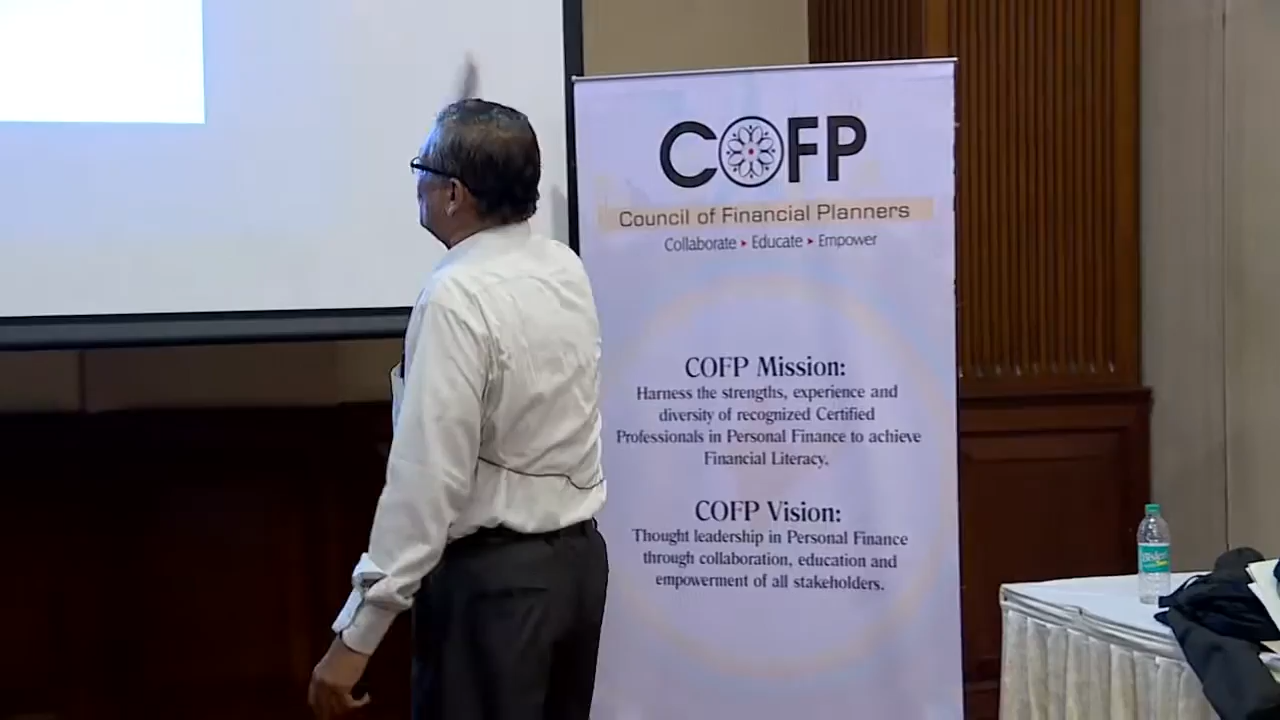 COFP
Council of Financial Planners
Collaborate ▸ Educate ▸ Empower
COFP Mission:
Harness the strengths, experience and
diversity of recognized Certified
Professionals in Personal Finance to achieve
Financial Literacy.
COFP Vision:
Thought leadership in Personal Finance
through collaboration, education and
empowerment of all stakeholders.